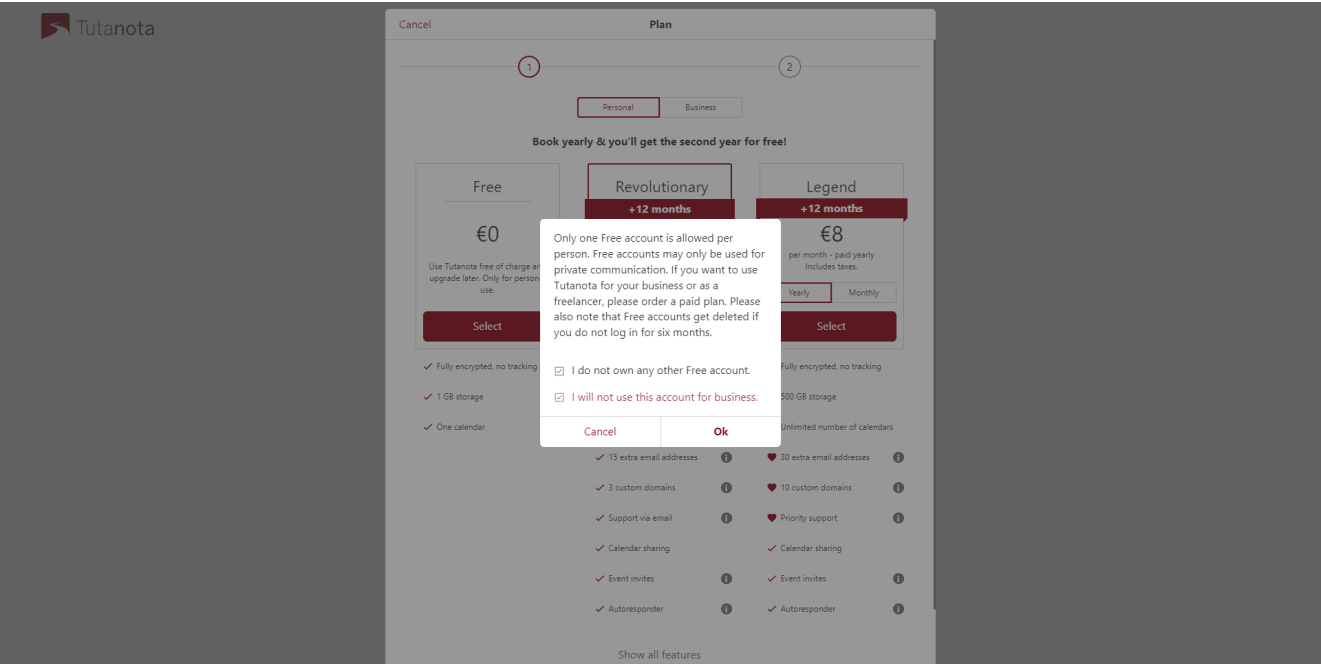 Tutanota
Cancel
Plan
1
2
Personal
Business
Book yearly & you'll get the second year for free!
Free
€0
Use Tutanota free of charge an
upgrade later. Only for person
use.
Select
Fully encrypted, no tracking
1 GB storage
One calendar
Revolutionary
+12 months
15 extra email addresses
3 custom domains
Support via email
Calendar sharing
Event invites
Autoresponder
Legend
+12 months
€8
per month - paid yearly
Includes taxes.
Yearly
Monthly
Select
Fully encrypted, no tracking
500 GB storage
Unlimited number of calendars
30 extra email addresses
10 custom domains
Priority support
Calendar sharing
Event invites
Autoresponder
Only one Free account is allowed per
person. Free accounts may only be used for
private communication. If you want to use
Tutanota for your business or as a
freelancer, please order a paid plan. Please
also note that Free accounts get deleted if
you do not log in for six months.
I do not own any other Free account.
I will not use this account for business.
Cancel
Ok
Show all features